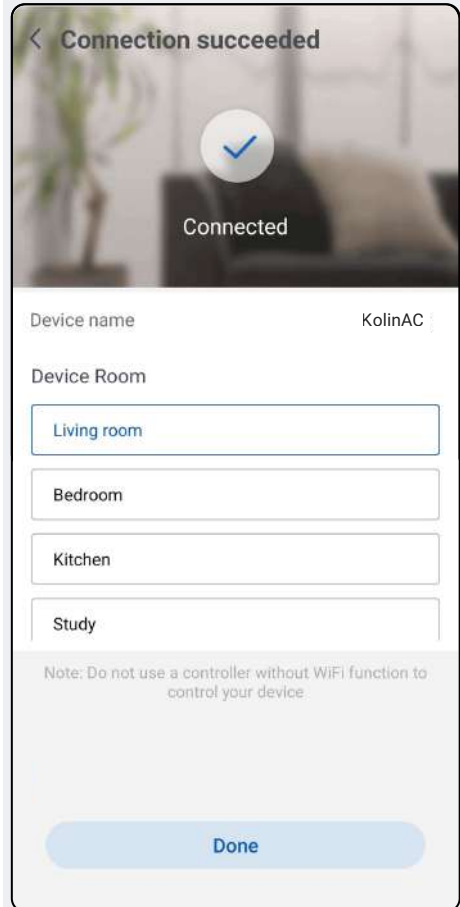 Connection succeeded
Connected
Device name KolinAC
Device Room
Living room
Bedroom
Kitchen
Study
Note: Do not use a controller without WiFi function to
control your device
Done